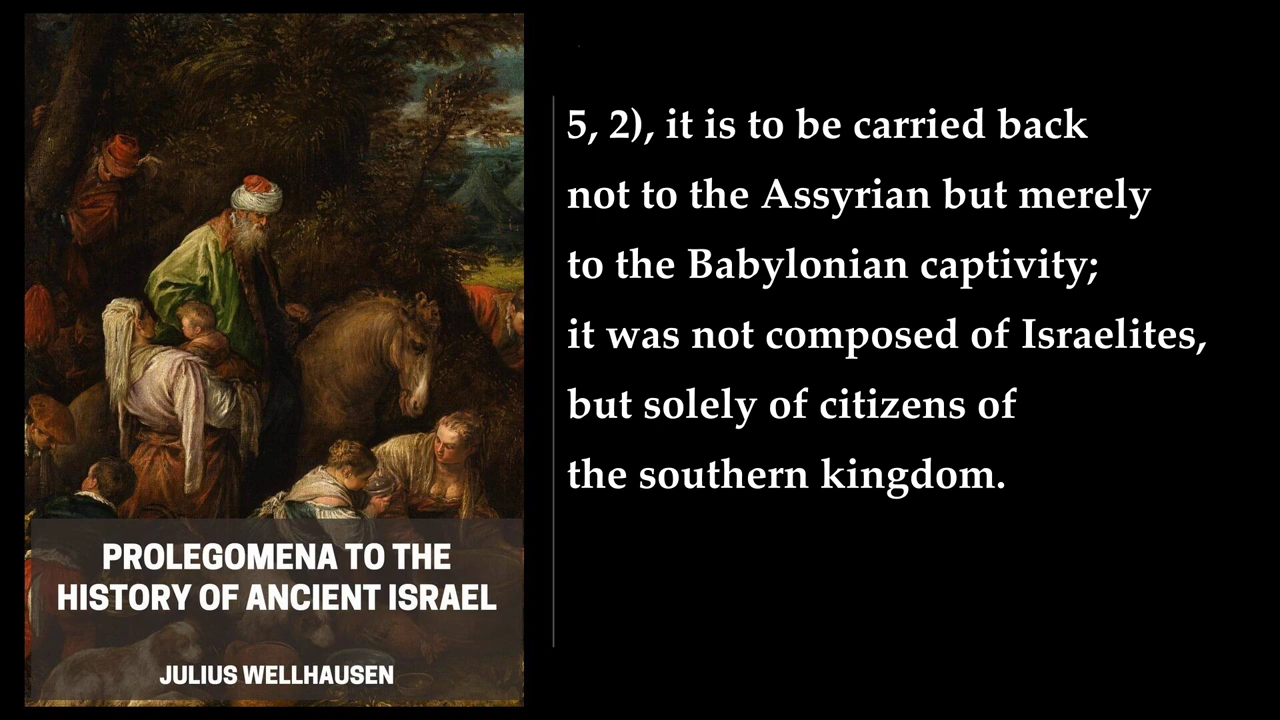 5, 2), it is to be carried back
not to the Assyrian but merely
to the Babylonian captivity;
it was not composed of Israelites,
but solely of citizens of
the southern kingdom.
PROLEGOMENA TO THE
HISTORY OF ANCIENT ISRAEL
JULIUS WELLHAUSEN